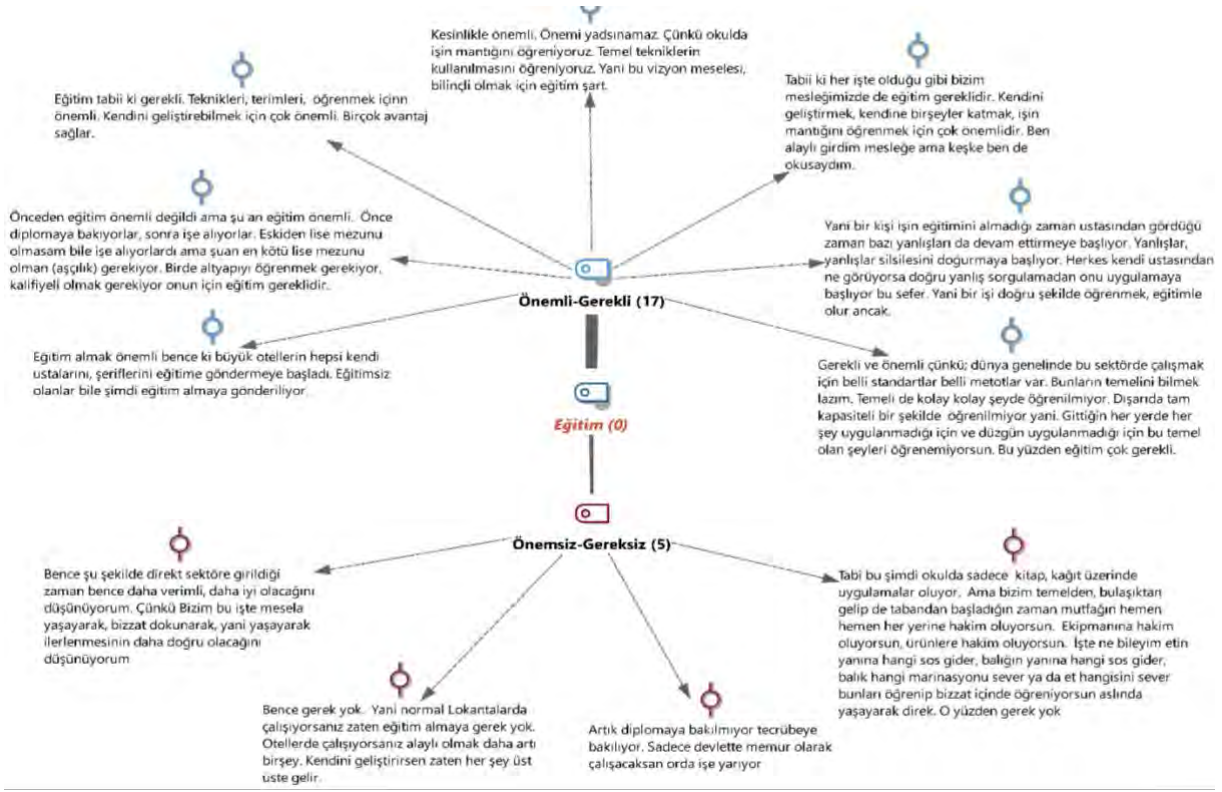 Kesinlikle önemli. Önemi yadsınamaz. Çünkü okulda
işin mantığını öğreniyoruz. Temel tekniklerin
kullanılmasını öğreniyoruz. Yani bu vizyon meselesi,
bilinçli olmak için eğitim şart.
Eğitim tabii ki gerekli. Teknikleri, terimleri, öğrenmek içinn
önemli. Kendini geliştirebilmek için çok önemli. Birçok avantaj
sağlar.
Tabii ki her işte olduğu gibi bizim
mesleğimizde de eğitim gereklidir. Kendini
geliştirmek, kendine birşeyler katmak, işin
mantığını öğrenmek için çok önemlidir. Ben
alaylı girdim mesleğe ama keşke ben de
okusaydım.
Önceden eğitim önemli değildi ama şu an eğitim önemli. Önce
diplomaya bakıyorlar, sonra işe alıyorlar. Eskiden lise mezunu
olmasam bile işe alıyorlardı ama şuan en kötü lise mezunu
olman (aşçılık) gerekiyor. Birde altyapıyı öğrenmek gerekiyor,
kalifiyeli olmak gerekiyor onun için eğitim gereklidir.
Yani bir kişi işin eğitimini almadığı zaman ustasından gördüğü
zaman bazı yanlışları da devam ettirmeye başlıyor. Yanlışlar,
yanlışlar silsilesini doğurmaya başlıyor. Herkes kendi ustasından
ne görüyorsa doğru yanlış sorgulamadan onu uygulamaya
başlıyor bu sefer. Yani bir işi doğru şekilde öğrenmek, eğitimle
olur ancak.
Önemli-Gerekli (17)
Eğitim almak önemli bence ki büyük otellerin hepsi kendi
ustalarını, şeriflerini eğitime göndermeye başladı. Eğitimsiz
olanlar bile şimdi eğitim almaya gönderiliyor.
Gerekli ve önemli çünkü; dünya genelinde bu sektörde çalışmak
için belli standartlar belli metotlar var. Bunların temelini bilmek
lazım. Temeli de kolay kolay şeyde öğrenilmiyor. Dışarıda tam
kapasiteli bir şekilde öğrenilmiyor yani. Gittiğin her yerde her
şey uygulanmadığı için ve düzgün uygulanmadığı için bu temel
olan şeyleri öğrenemiyorsun. Bu yüzden eğitim çok gerekli.
Eğitim (0)
Önemsiz-Gereksiz (5)
Bence şu şekilde direkt sektöre girildiği
zaman bence daha verimli, daha iyi olacağını
düşünüyorum. Çünkü Bizim bu işte mesela
yaşayarak, bizzat dokunarak, yani yaşayarak
ilerlenmesinin daha doğru olacağını
düşünüyorum
Tabi bu şimdi okulda sadece kitap, kağıt üzerinde
uygulamalar oluyor. Ama bizim temelden, bulaşıktan
gelip de tabandan başladığın zaman mutfağın hemen
hemen her yerine hakim oluyorsun. Ekipmanına hakim
oluyorsun, ürünlere hakim oluyorsun. İşte ne bileyim etin
yanına hangi sos gider, balığın yanına hangi sos gider,
balık hangi marinasyonu sever ya da et hangisini sever
bunları öğrenip bizzat içinde öğreniyorsun aslında
yaşayarak direk. O yüzden gerek yok
Bence gerek yok. Yani normal Lokantalarda
çalışıyorsanız zaten eğitim almaya gerek yok.
Otellerde çalışıyorsanız alaylı olmak daha artı
birşey. Kendini geliştirirsen zaten her şey üst
üste gelir.
Artık diplomaya bakılmıyor tecrübeye
bakılıyor. Sadece devlette memur olarak
çalışacaksan orda işe yarıyor